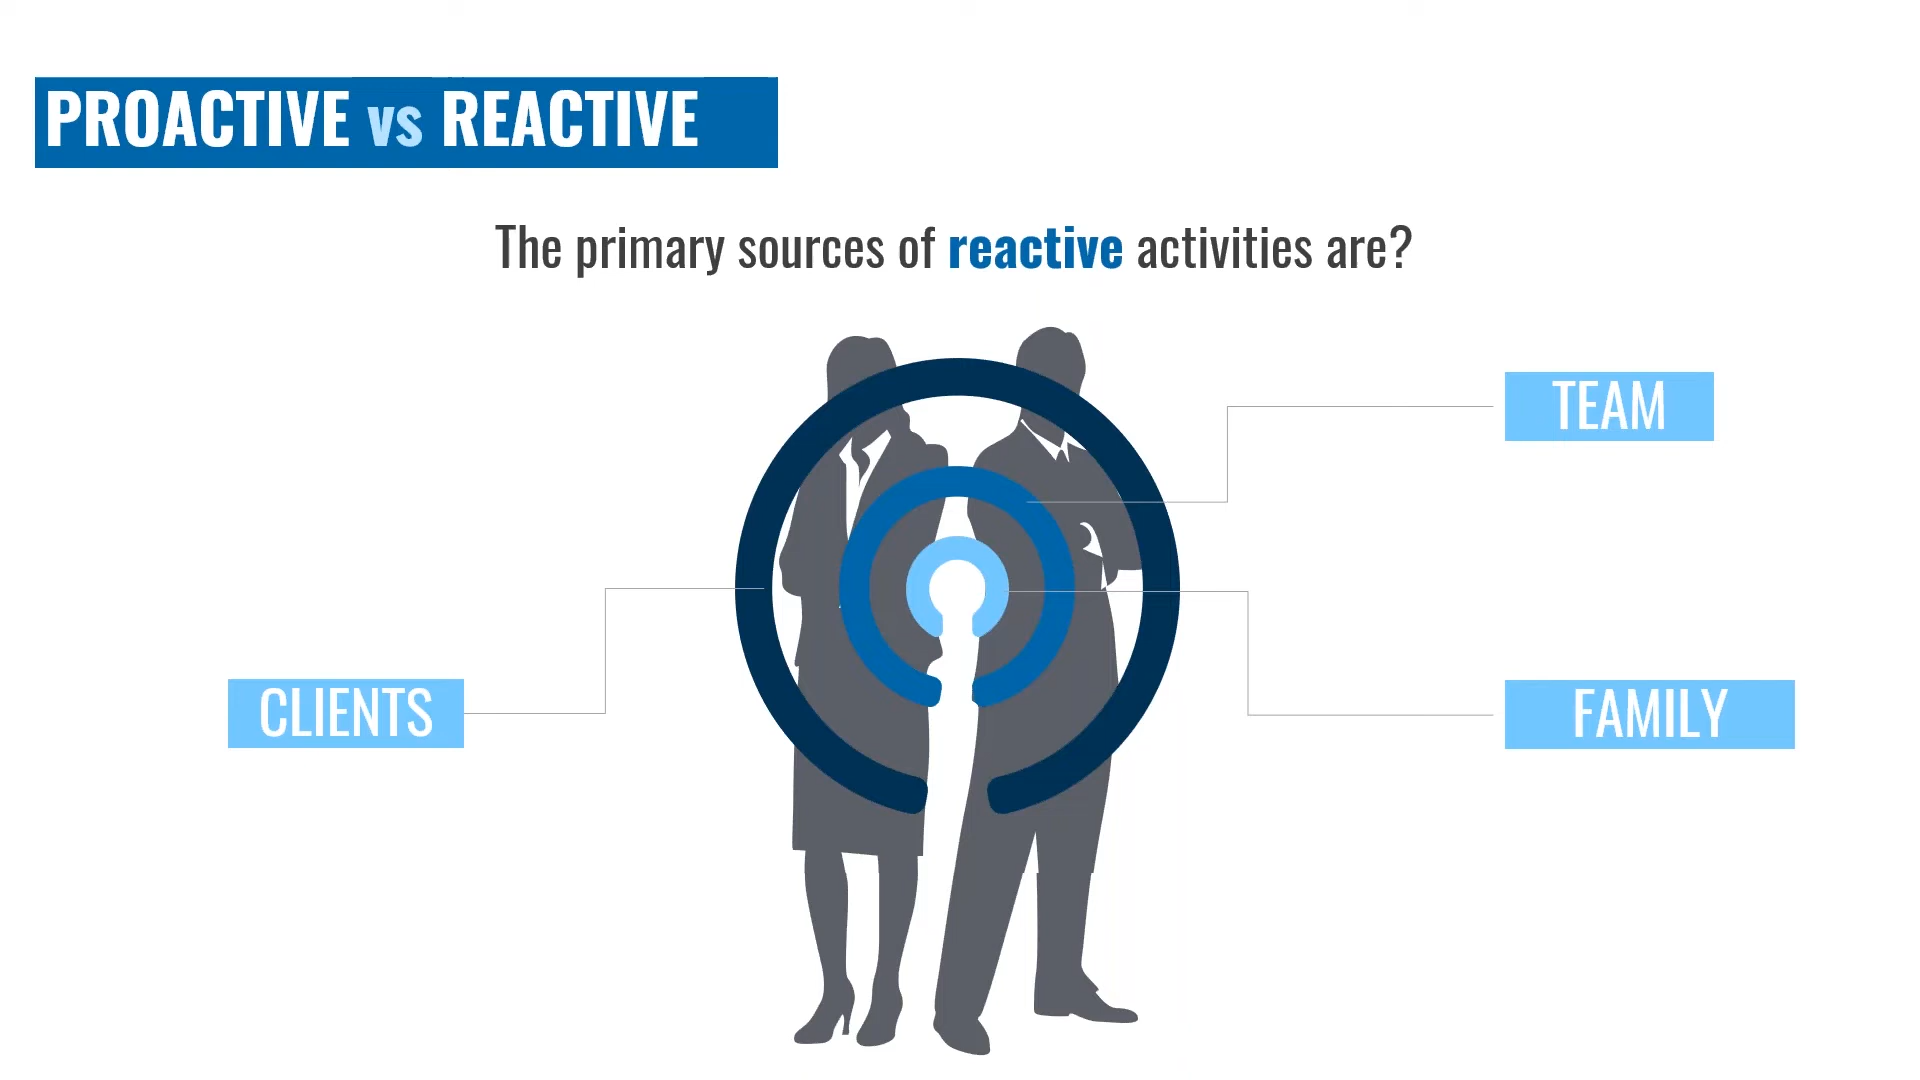 PROACTIVE vs REACTIVE
The primary sources of reactive activities are?
TEAM
CLIENTS
FAMILY